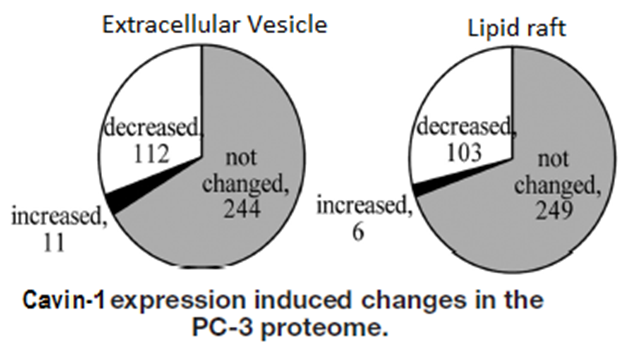 Extracellular Vesicle
decreased,
112
not
changed,
244
increased,
11
Lipid raft
decreased,
103
not
changed,
249
increased,
6
Cavin-1 expression induced changes in the
PC-3 proteome.